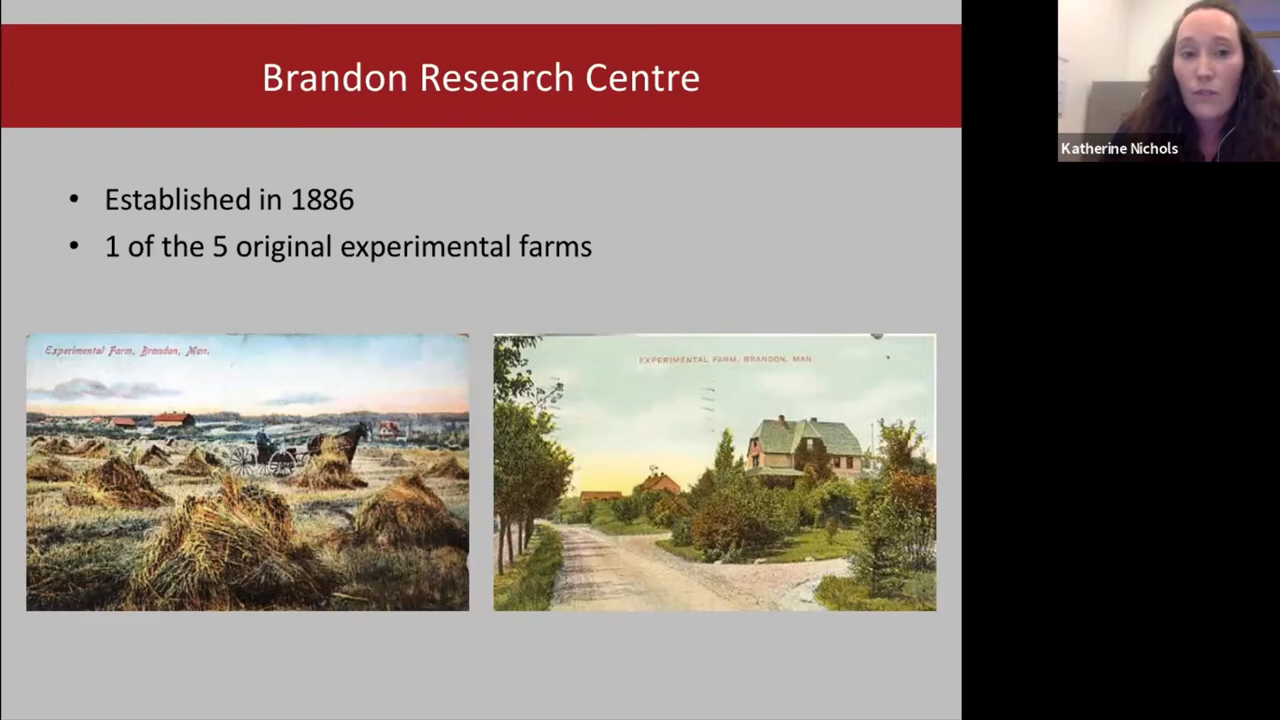 Brandon Research Centre
• Established in 1886
• 1 of the 5 original experimental farms
Experimental Farm, Brandon, Man.
EXPERIMENTAL FARM, BRANDON, MAN
Katherine Nichols